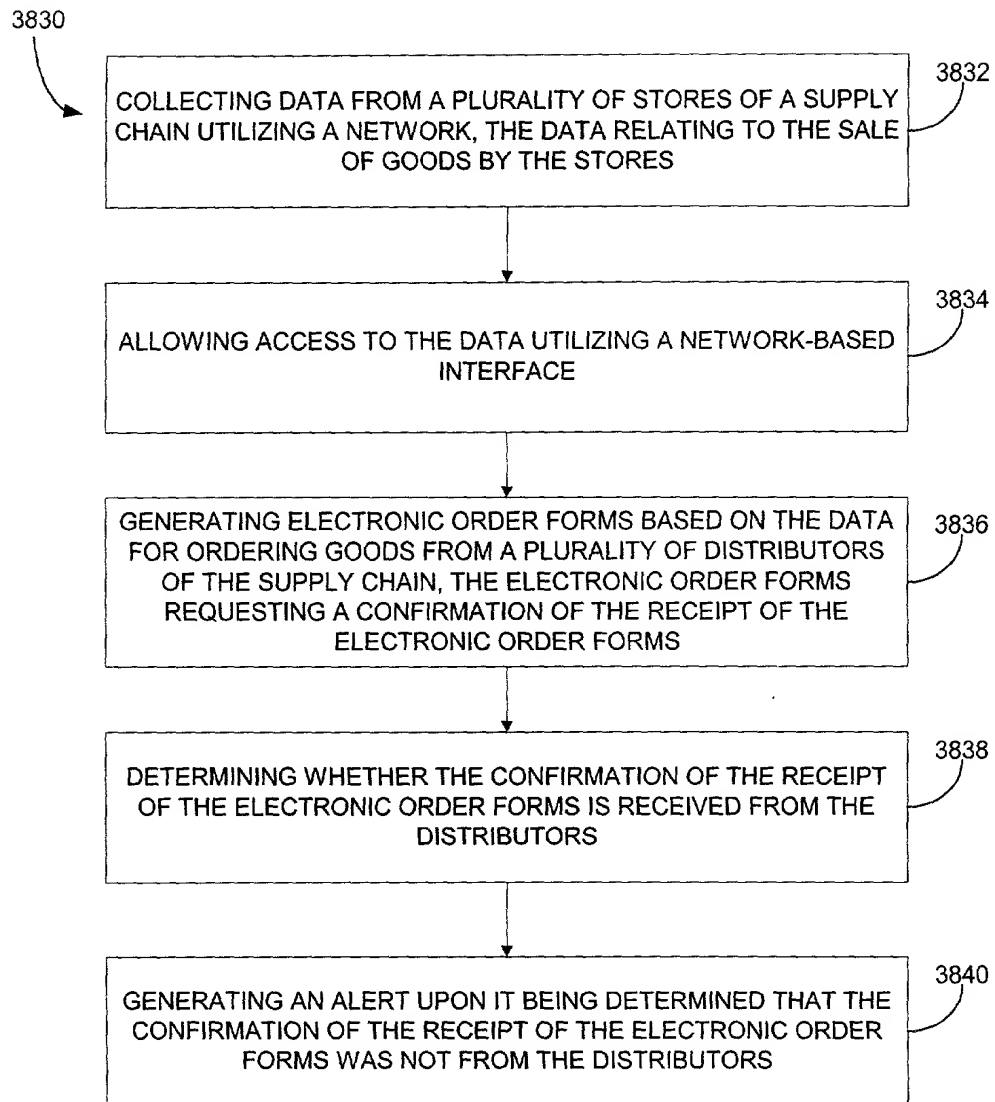 3830
COLLECTING DATA FROM A PLURALITY OF STORES OF A SUPPLY
CHAIN UTILIZING A NETWORK, THE DATA RELATING TO THE SALE
OF GOODS BY THE STORES
3832
ALLOWING ACCESS TO THE DATA UTILIZING A NETWORK-BASED
INTERFACE
3834
GENERATING ELECTRONIC ORDER FORMS BASED ON THE DATA
FOR ORDERING GOODS FROM A PLURALITY OF DISTRIBUTORS
OF THE SUPPLY CHAIN, THE ELECTRONIC ORDER FORMS
REQUESTING A CONFIRMATION OF THE RECEIPT OF THE
ELECTRONIC ORDER FORMS
3836
DETERMINING WHETHER THE CONFIRMATION OF THE RECEIPT
OF THE ELECTRONIC ORDER FORMS IS RECEIVED FROM THE
DISTRIBUTORS
3838
GENERATING AN ALERT UPON IT BEING DETERMINED THAT THE
CONFIRMATION OF THE RECEIPT OF THE ELECTRONIC ORDER
FORMS WAS NOT FROM THE DISTRIBUTORS
3840